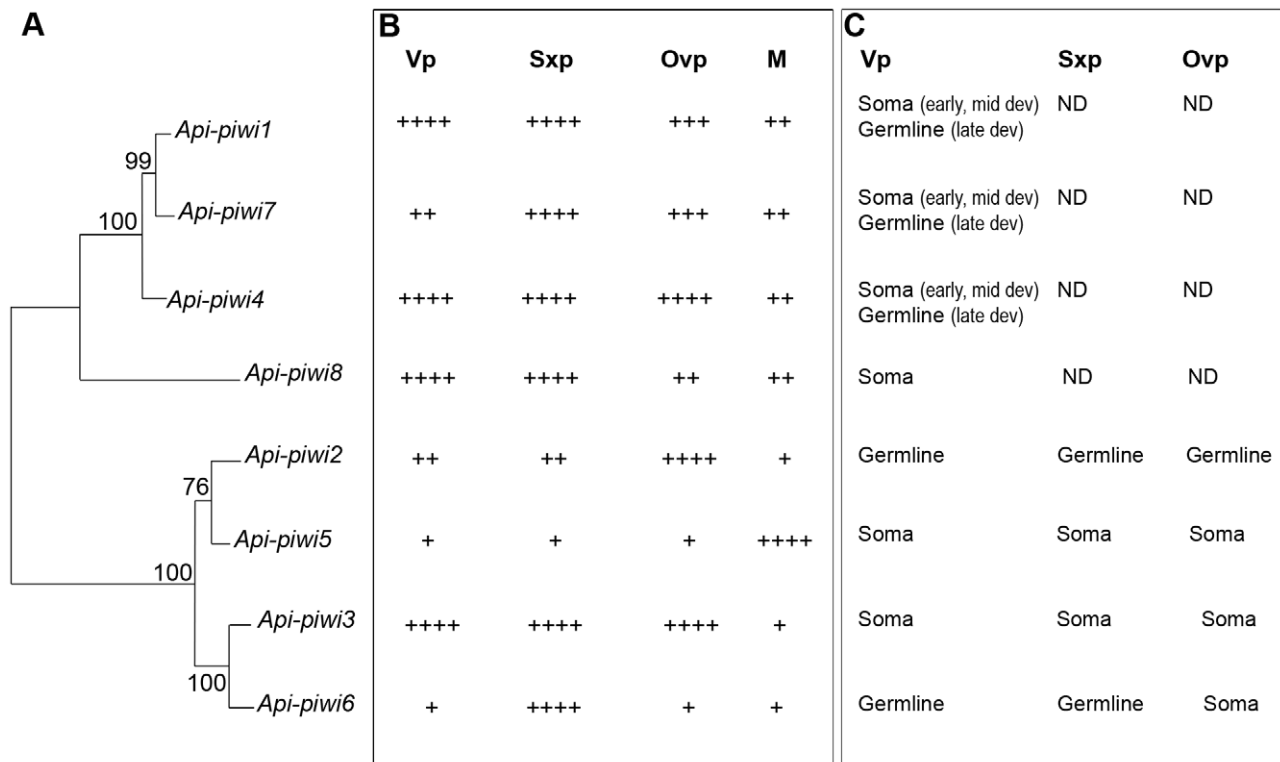 A
B
C
Vp Sxp Ovp M
Vp Sxp Ovp
Api-piwi1 ++++ ++++ +++ ++ Soma (early, mid dev) ND ND
Germline (late dev)
99
Api-piwi7 ++ ++++ +++ ++ Soma (early, mid dev) ND ND
Germline (late dev)
100
Api-piwi4 ++++ ++++ ++++ ++ Soma (early, mid dev) ND ND
Germline (late dev)
Api-piwi8 ++++ ++++ ++ ++ Soma ND ND
Api-piwi2 ++ ++ ++++ + Germline Germline Germline
76
Api-piwi5 + + + ++++ Soma Soma Soma
100
Api-piwi3 ++++ ++++ ++++ + Soma Soma Soma
100
Api-piwi6 + ++++ + + Germline Germline Soma